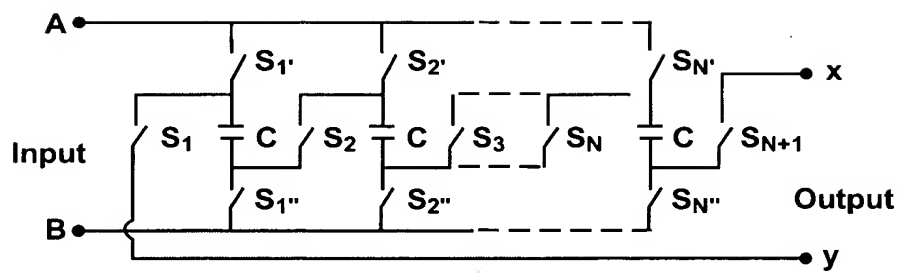 A
S1' S2' SN' x
Input S1 C S2 C S3 SN C SN+1
S1" S2" SN" Output
B
y